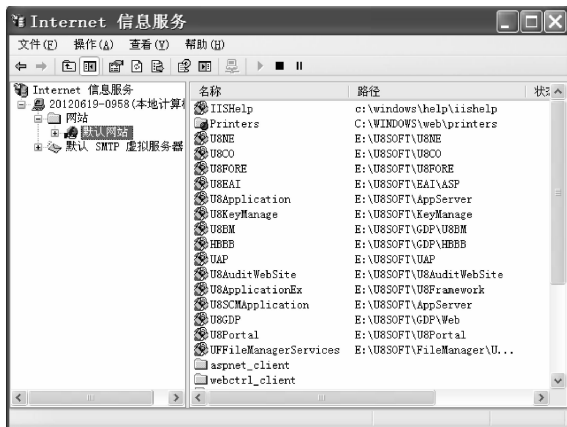 Internet 信息服务
文件(F) 操作(A) 查看(V) 帮助(H)
Internet 信息服务
20120619-0958(本地计算机
网站
默认网站
默认 SMTP 虚拟服务器
名称 路径 状态
IISHelp c:\windows\help\iishelp
Printers C:\WINDOWS\web\printers
U8NE E:\U8SOFT\U8NE
U8CO E:\U8SOFT\U8CO
U8FORE E:\U8SOFT\U8FORE
U8EAI E:\U8SOFT\EAI\ASP
U8Application E:\U8SOFT\AppServer
U8KeyManage E:\U8SOFT\KeyManage
U8BM E:\U8SOFT\GDP\U8BM
HBBB E:\U8SOFT\GDP\HBBB
UAP E:\U8SOFT\UAP
U8AuditWebSite E:\U8SOFT\U8AuditWebSite
U8ApplicationEx E:\U8SOFT\U8Framework
U8SCMApplication E:\U8SOFT\AppServer
U8GDP E:\U8SOFT\GDP\Web
U8Portal E:\U8SOFT\U8Portal
UFFileManagerServices E:\U8SOFT\FileManager\U...
aspnet_client
webctrl_client